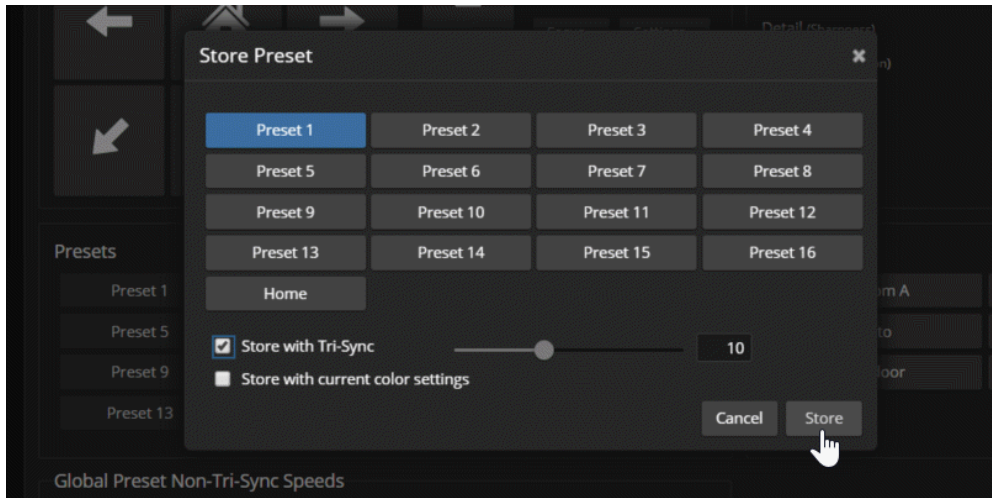 Detail (Sharpness)
Store Preset
Preset 1 Preset 2 Preset 3 Preset 4
Preset 5 Preset 6 Preset 7 Preset 8
Preset 9 Preset 10 Preset 11 Preset 12
Preset 13 Preset 14 Preset 15 Preset 16
Presets
Home
Preset 1
Preset 5
Store with Tri-Sync 10
Preset 9
Store with current color settings
Preset 13
Cancel Store
Global Preset Non-Tri-Sync Speeds